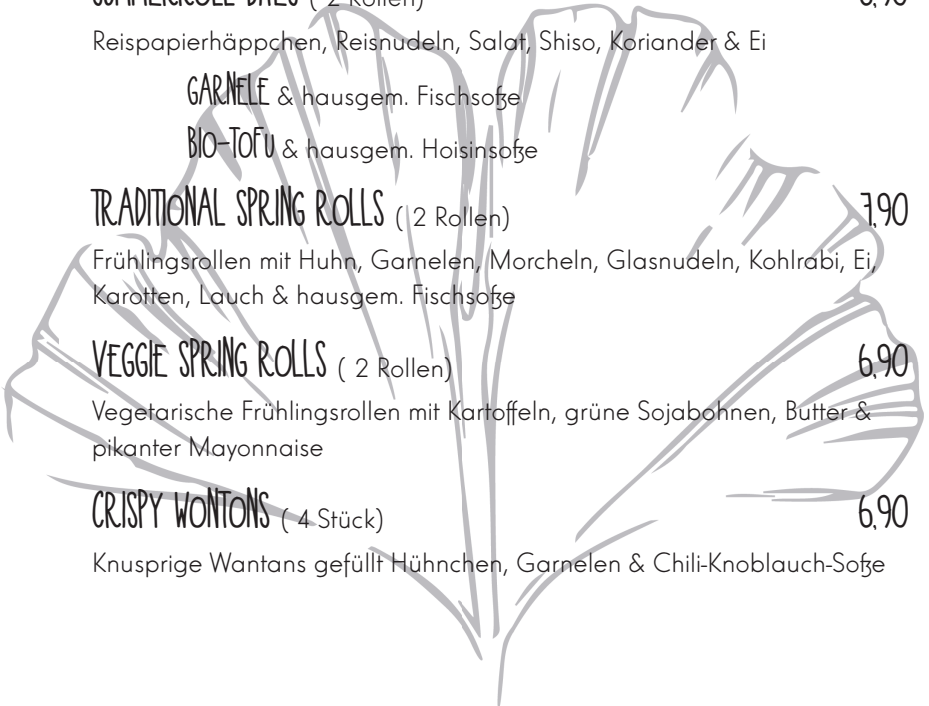 ( 2 Rollen)
Reispapierhäppchen, Reisnudeln, Salat, Shiso, Koriander & Ei
GARNELE & hausgem. Fischsoße
BIO-TOFU & hausgem. Hoisinsoße
TRADITIONAL SPRING ROLLS ( 2 Rollen) 7,90
Frühlingsrollen mit Huhn, Garnelen, Morcheln, Glasnudeln, Kohlrabi, Ei,
Karotten, Lauch & hausgem. Fischsoße
VEGGIE SPRING ROLLS ( 2 Rollen) 6,90
Vegetarische Frühlingsrollen mit Kartoffeln, grüne Sojabohnen, Butter &
pikanter Mayonnaise
CRISPY WONTONS ( 4 Stück) 6,90
Knusprige Wantans gefüllt Hühnchen, Garnelen & Chili-Knoblauch-Soße